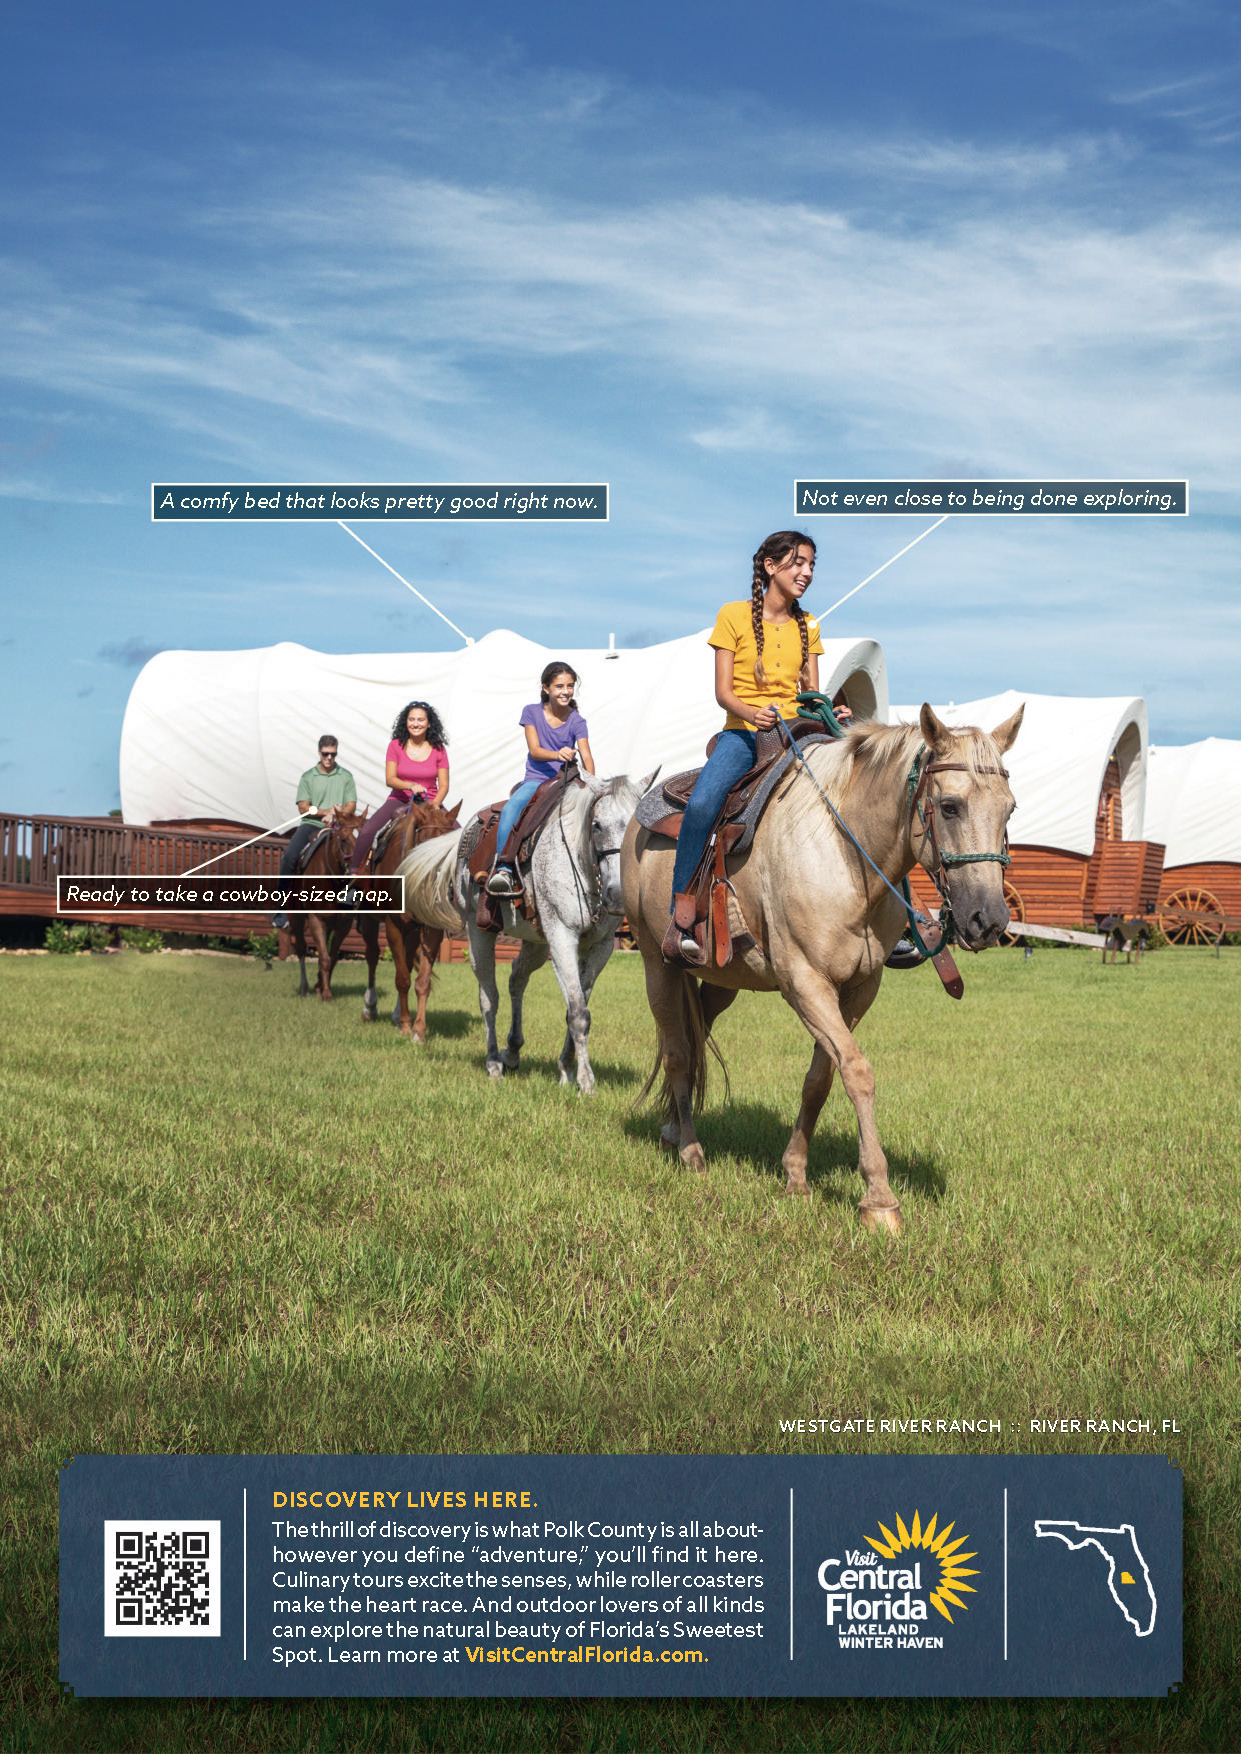 A comfy bed that looks pretty good right now.
Not even close to being done exploring.
Ready to take a cowboy-sized nap.
WESTGATE RIVER RANCH :: RIVER RANCH, FL
DISCOVERY LIVES HERE.
The thrill of discovery is what Polk County is all about-
however you define “adventure,” you’ll find it here.
Culinary tours excite the senses, while roller coasters
make the heart race. And outdoor lovers of all kinds
can explore the natural beauty of Florida’s Sweetest
Spot. Learn more at VisitCentralFlorida.com.
Visit
Central
Florida
LAKELAND
WINTER HAVEN